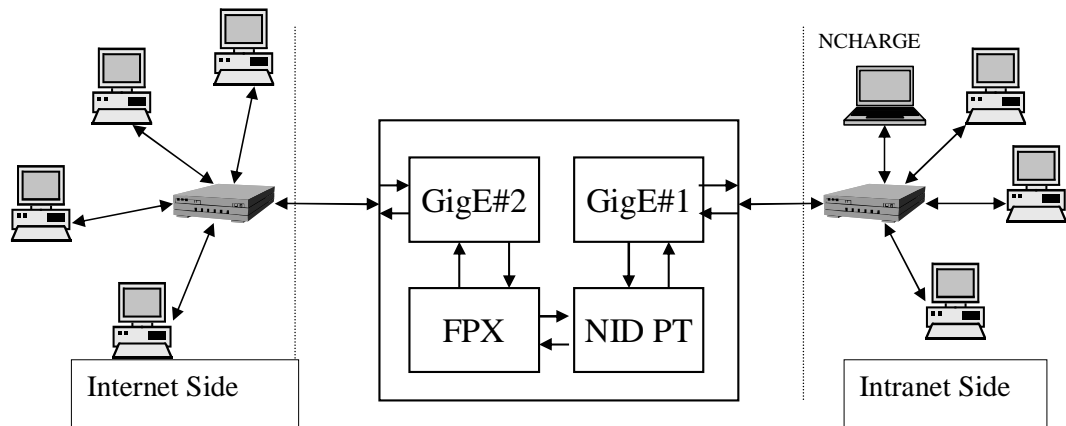 NCHARGE
GigE#2
GigE#1
FPX
NID PT
Internet Side
Intranet Side